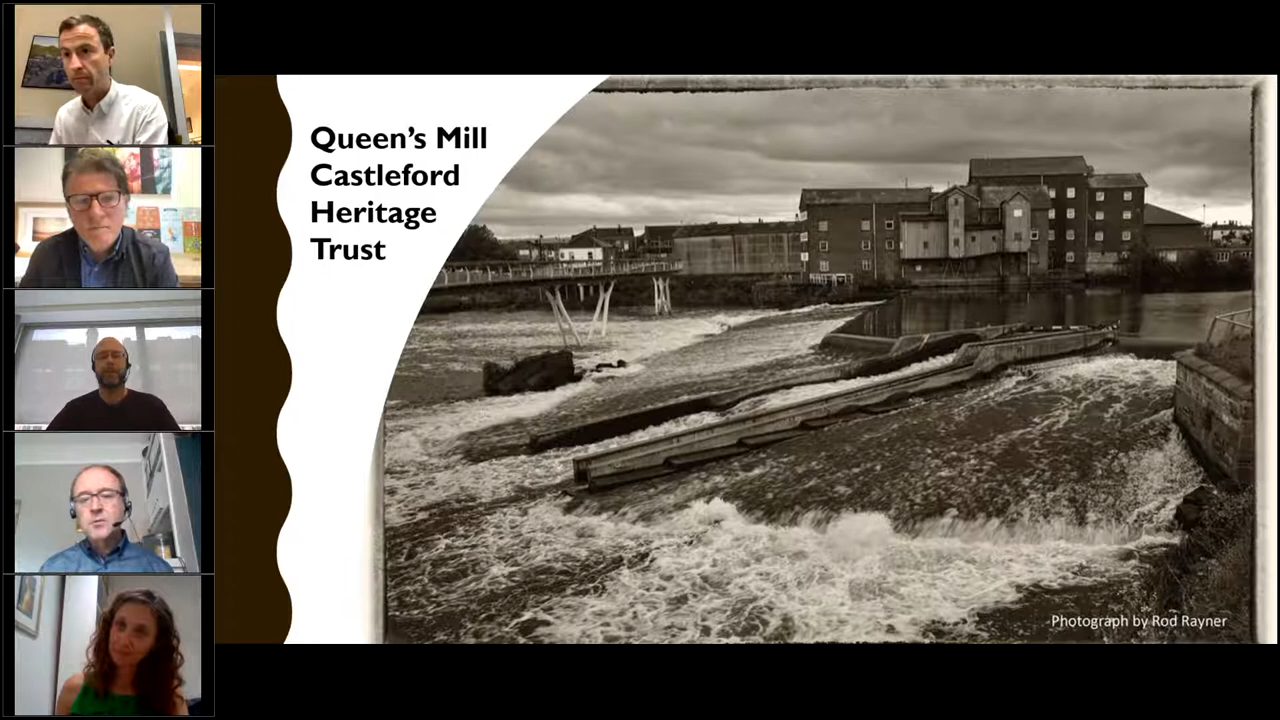 Queen’s Mill
Castleford
Heritage
Trust
Photograph by Rod Rayner